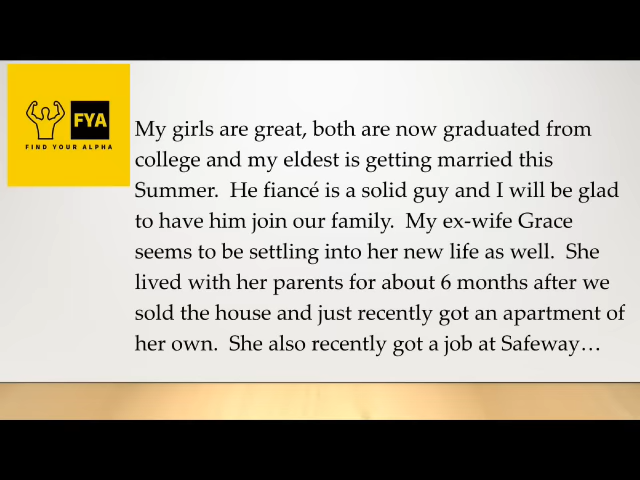 FYA
FIND YOUR ALPHA
My girls are great, both are now graduated from
college and my eldest is getting married this
Summer.  He fiancé is a solid guy and I will be glad
to have him join our family.  My ex-wife Grace
seems to be settling into her new life as well.  She
lived with her parents for about 6 months after we
sold the house and just recently got an apartment of
her own.  She also recently got a job at Safeway…